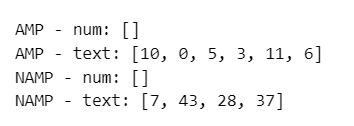 AMP - num: []
AMP - text: [10, 0, 5, 3, 11, 6]
NAMP - num: []
NAMP - text: [7, 43, 28, 37]